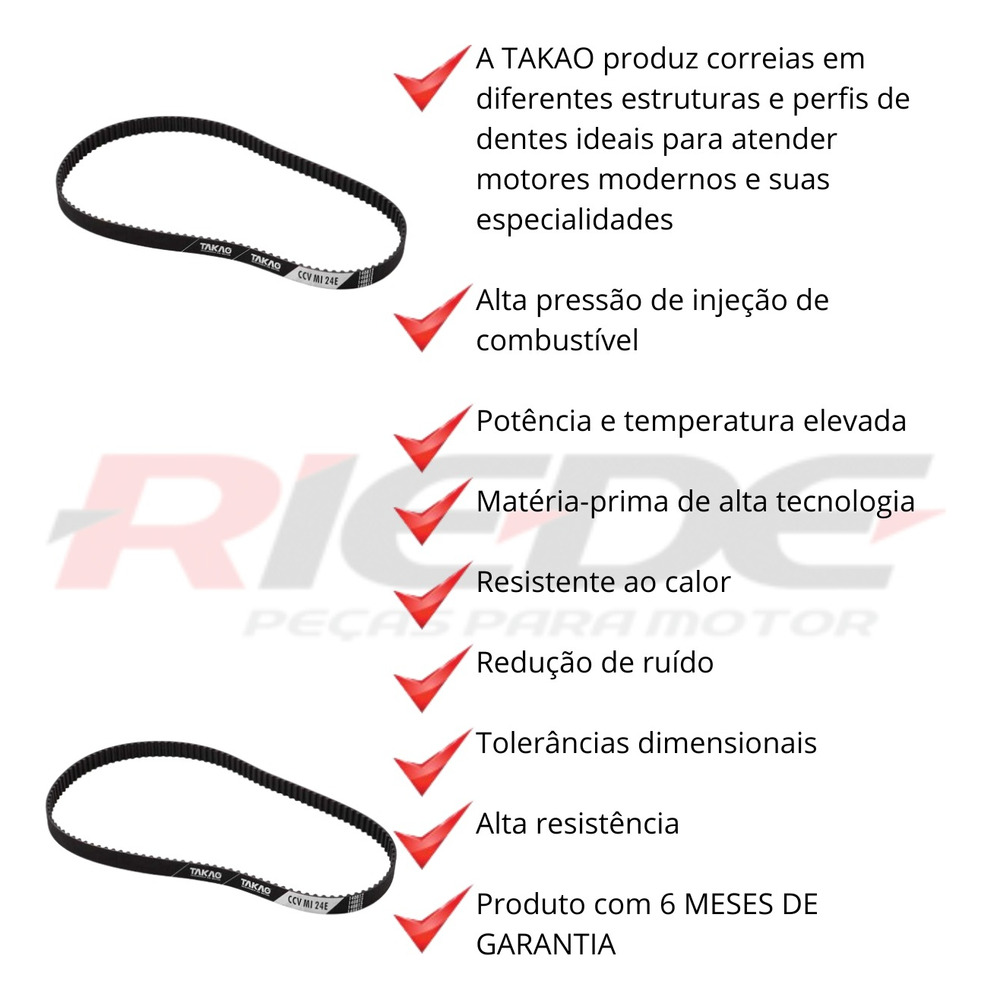 A TAKAO produz correias em
diferentes estruturas e perfis de
dentes ideais para atender
motores modernos e suas
especialidades
TAKAO
TAKAO
CCV MI 24E
Alta pressão de injeção de
combustível
Potência e temperatura elevada
RIEDE
Matéria-prima de alta tecnologia
Resistente ao calor
PEÇAS PARA MOTOR
Redução de ruído
Tolerâncias dimensionais
Alta resistência
TAKAO
TAKAO
CCV MI 24E
Produto com 6 MESES DE
GARANTIA